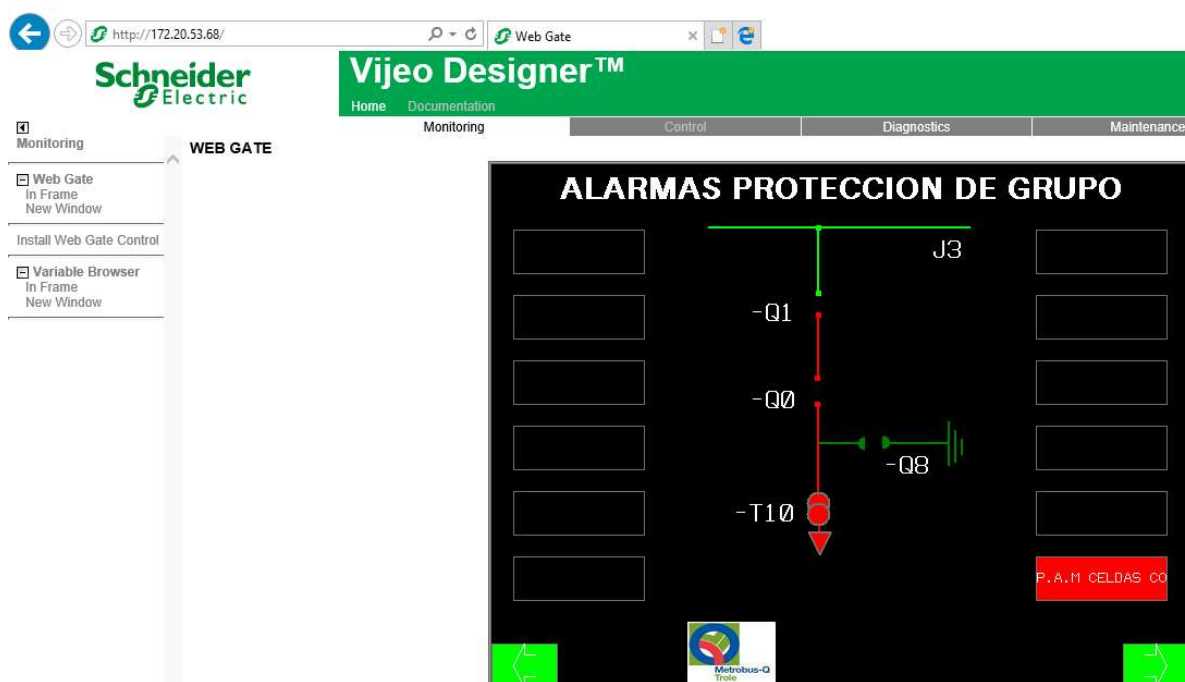 http://172.20.53.68/
Web Gate
Schneider
Electric
Vijeo Designer™
Home Documentation
Monitoring Control Diagnostics Maintenance
Monitoring
WEB GATE
Web Gate
In Frame
New Window
Install Web Gate Control
Variable Browser
In Frame
New Window
ALARMAS PROTECCION DE GRUPO
J3
-Q1
-Q0
-Q8
-T10
P.A.M CELDAS CO
Metrobus-Q
Trole